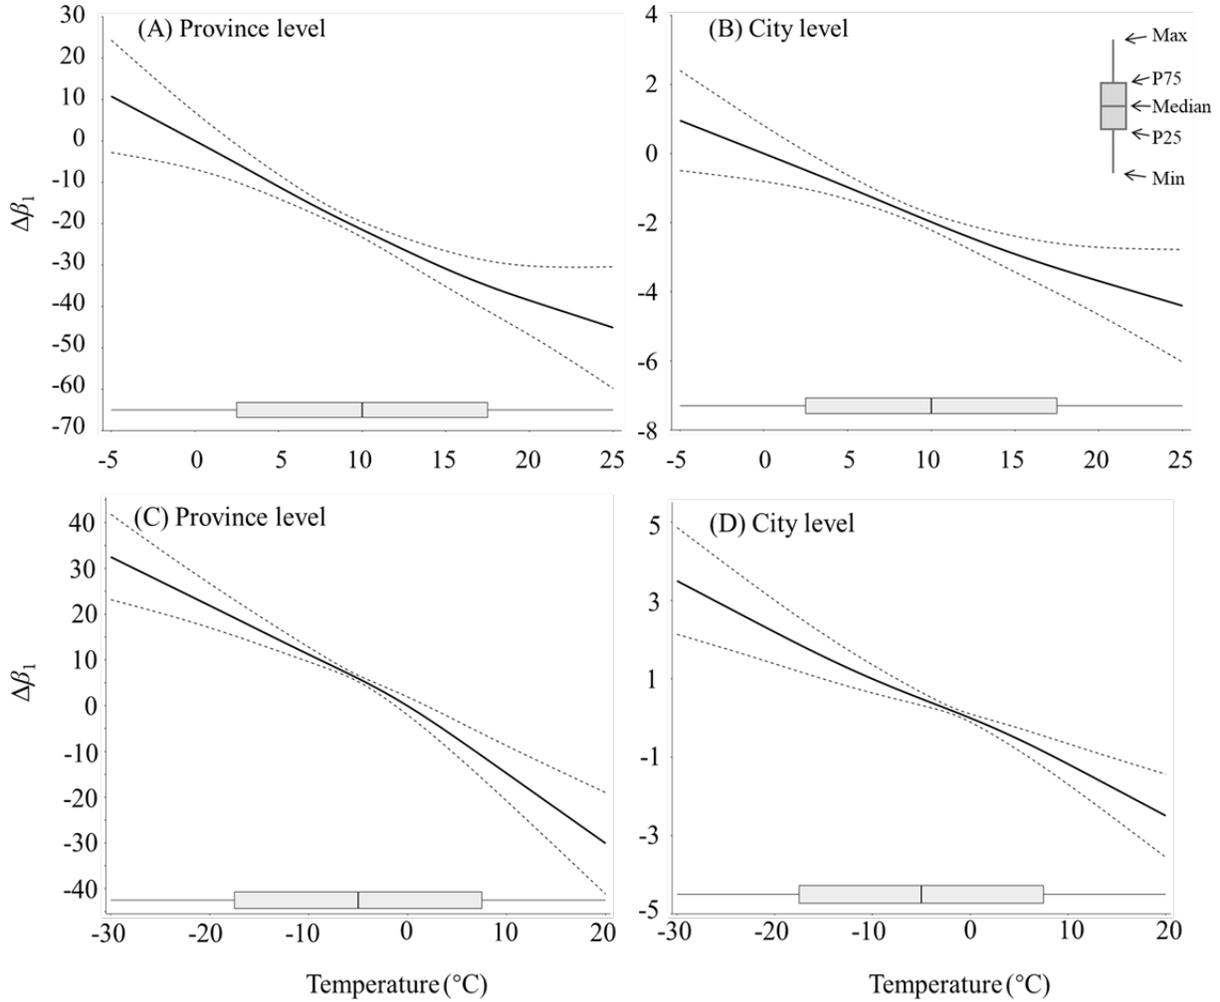 (A) Province level
30
20
10
0
-10
-20
-30
-40
-50
-60
-70
Δβ1
-5 0 5 10 15 20 25
(B) City level
4
2
0
-2
-4
-6
-8
-5 0 5 10 15 20 25
Max
P75
Median
P25
Min
(C) Province level
40
30
20
10
0
-10
-20
-30
-40
Δβ1
-30 -20 -10 0 10 20
Temperature (°C)
(D) City level
5
3
1
-1
-3
-5
-30 -20 -10 0 10 20
Temperature (°C)